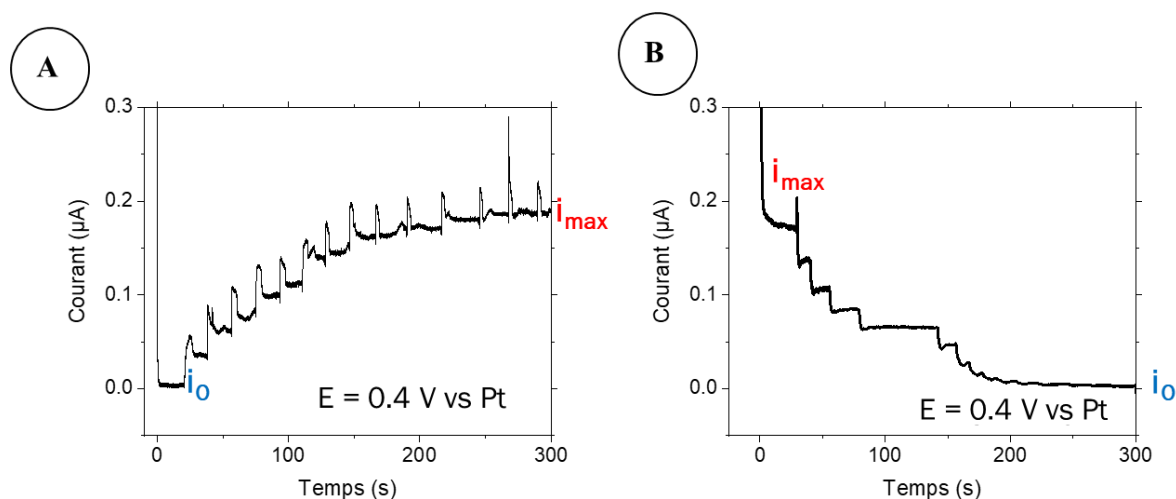 A
0.3
0.2
0.1
0.0
Courant (µA)
i0
imax
E = 0.4 V vs Pt
0
100
200
300
Temps (s)
B
0.3
0.2
0.1
0.0
Courant (µA)
imax
i0
E = 0.4 V vs Pt
0
100
200
300
Temps (s)